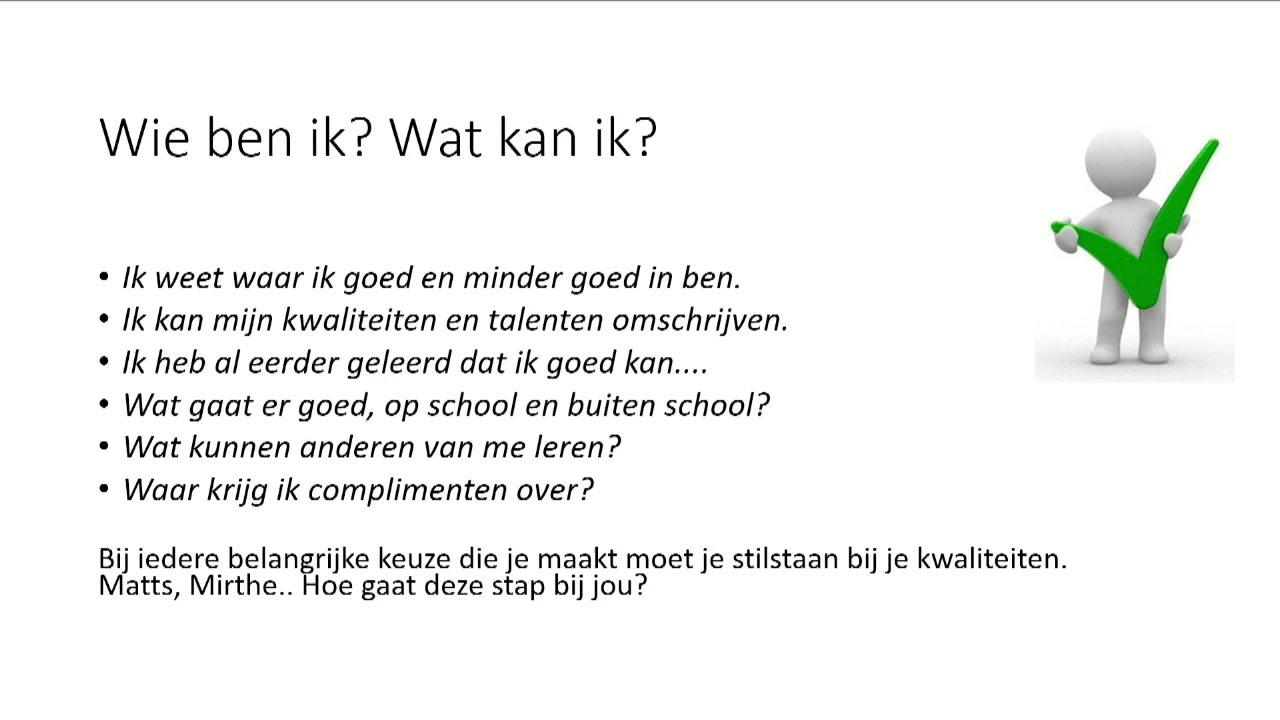 Wie ben ik? Wat kan ik?
• Ik weet waar ik goed en minder goed in ben.
• Ik kan mijn kwaliteiten en talenten omschrijven.
• Ik heb al eerder geleerd dat ik goed kan....
• Wat gaat er goed, op school en buiten school?
• Wat kunnen anderen van me leren?
• Waar krijg ik complimenten over?
Bij iedere belangrijke keuze die je maakt moet je stilstaan bij je kwaliteiten.
Matts, Mirthe.. Hoe gaat deze stap bij jou?